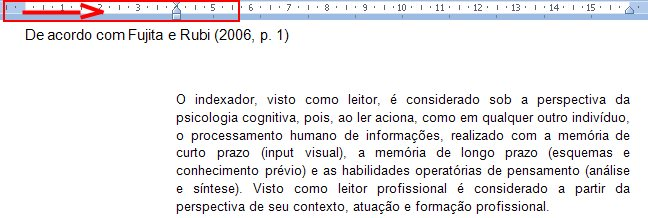 1 2 3 4 5 6 7 8 9 10 11 12 13 14 15
De acordo com Fujita e Rubi (2006, p. 1)
O indexador, visto como leitor, é considerado sob a perspectiva da
psicologia cognitiva, pois, ao ler aciona, como em qualquer outro indivíduo,
o processamento humano de informações, realizado com a memória de
curto prazo (input visual), a memória de longo prazo (esquemas e
conhecimento prévio) e as habilidades operatórias de pensamento (análise
e síntese). Visto como leitor profissional é considerado a partir da
perspectiva de seu contexto, atuação e formação profissional.